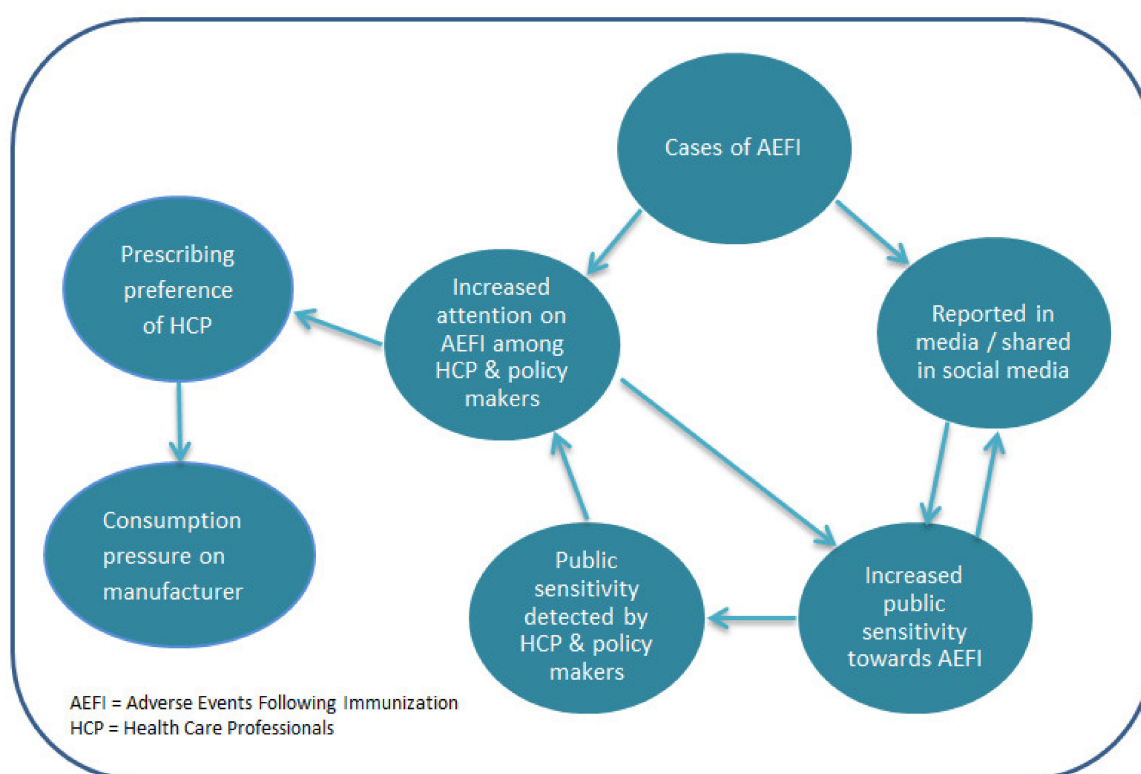 Cases of AEFI
Prescribing
preference
of HCP
Increased
attention on
AEFI among
HCP & policy
makers
Reported in
media / shared
in social media
Consumption
pressure on
manufacturer
Public
sensitivity
detected by
HCP & policy
makers
Increased
public
sensitivity
towards AEFI
AEFI = Adverse Events Following Immunization
HCP = Health Care Professionals